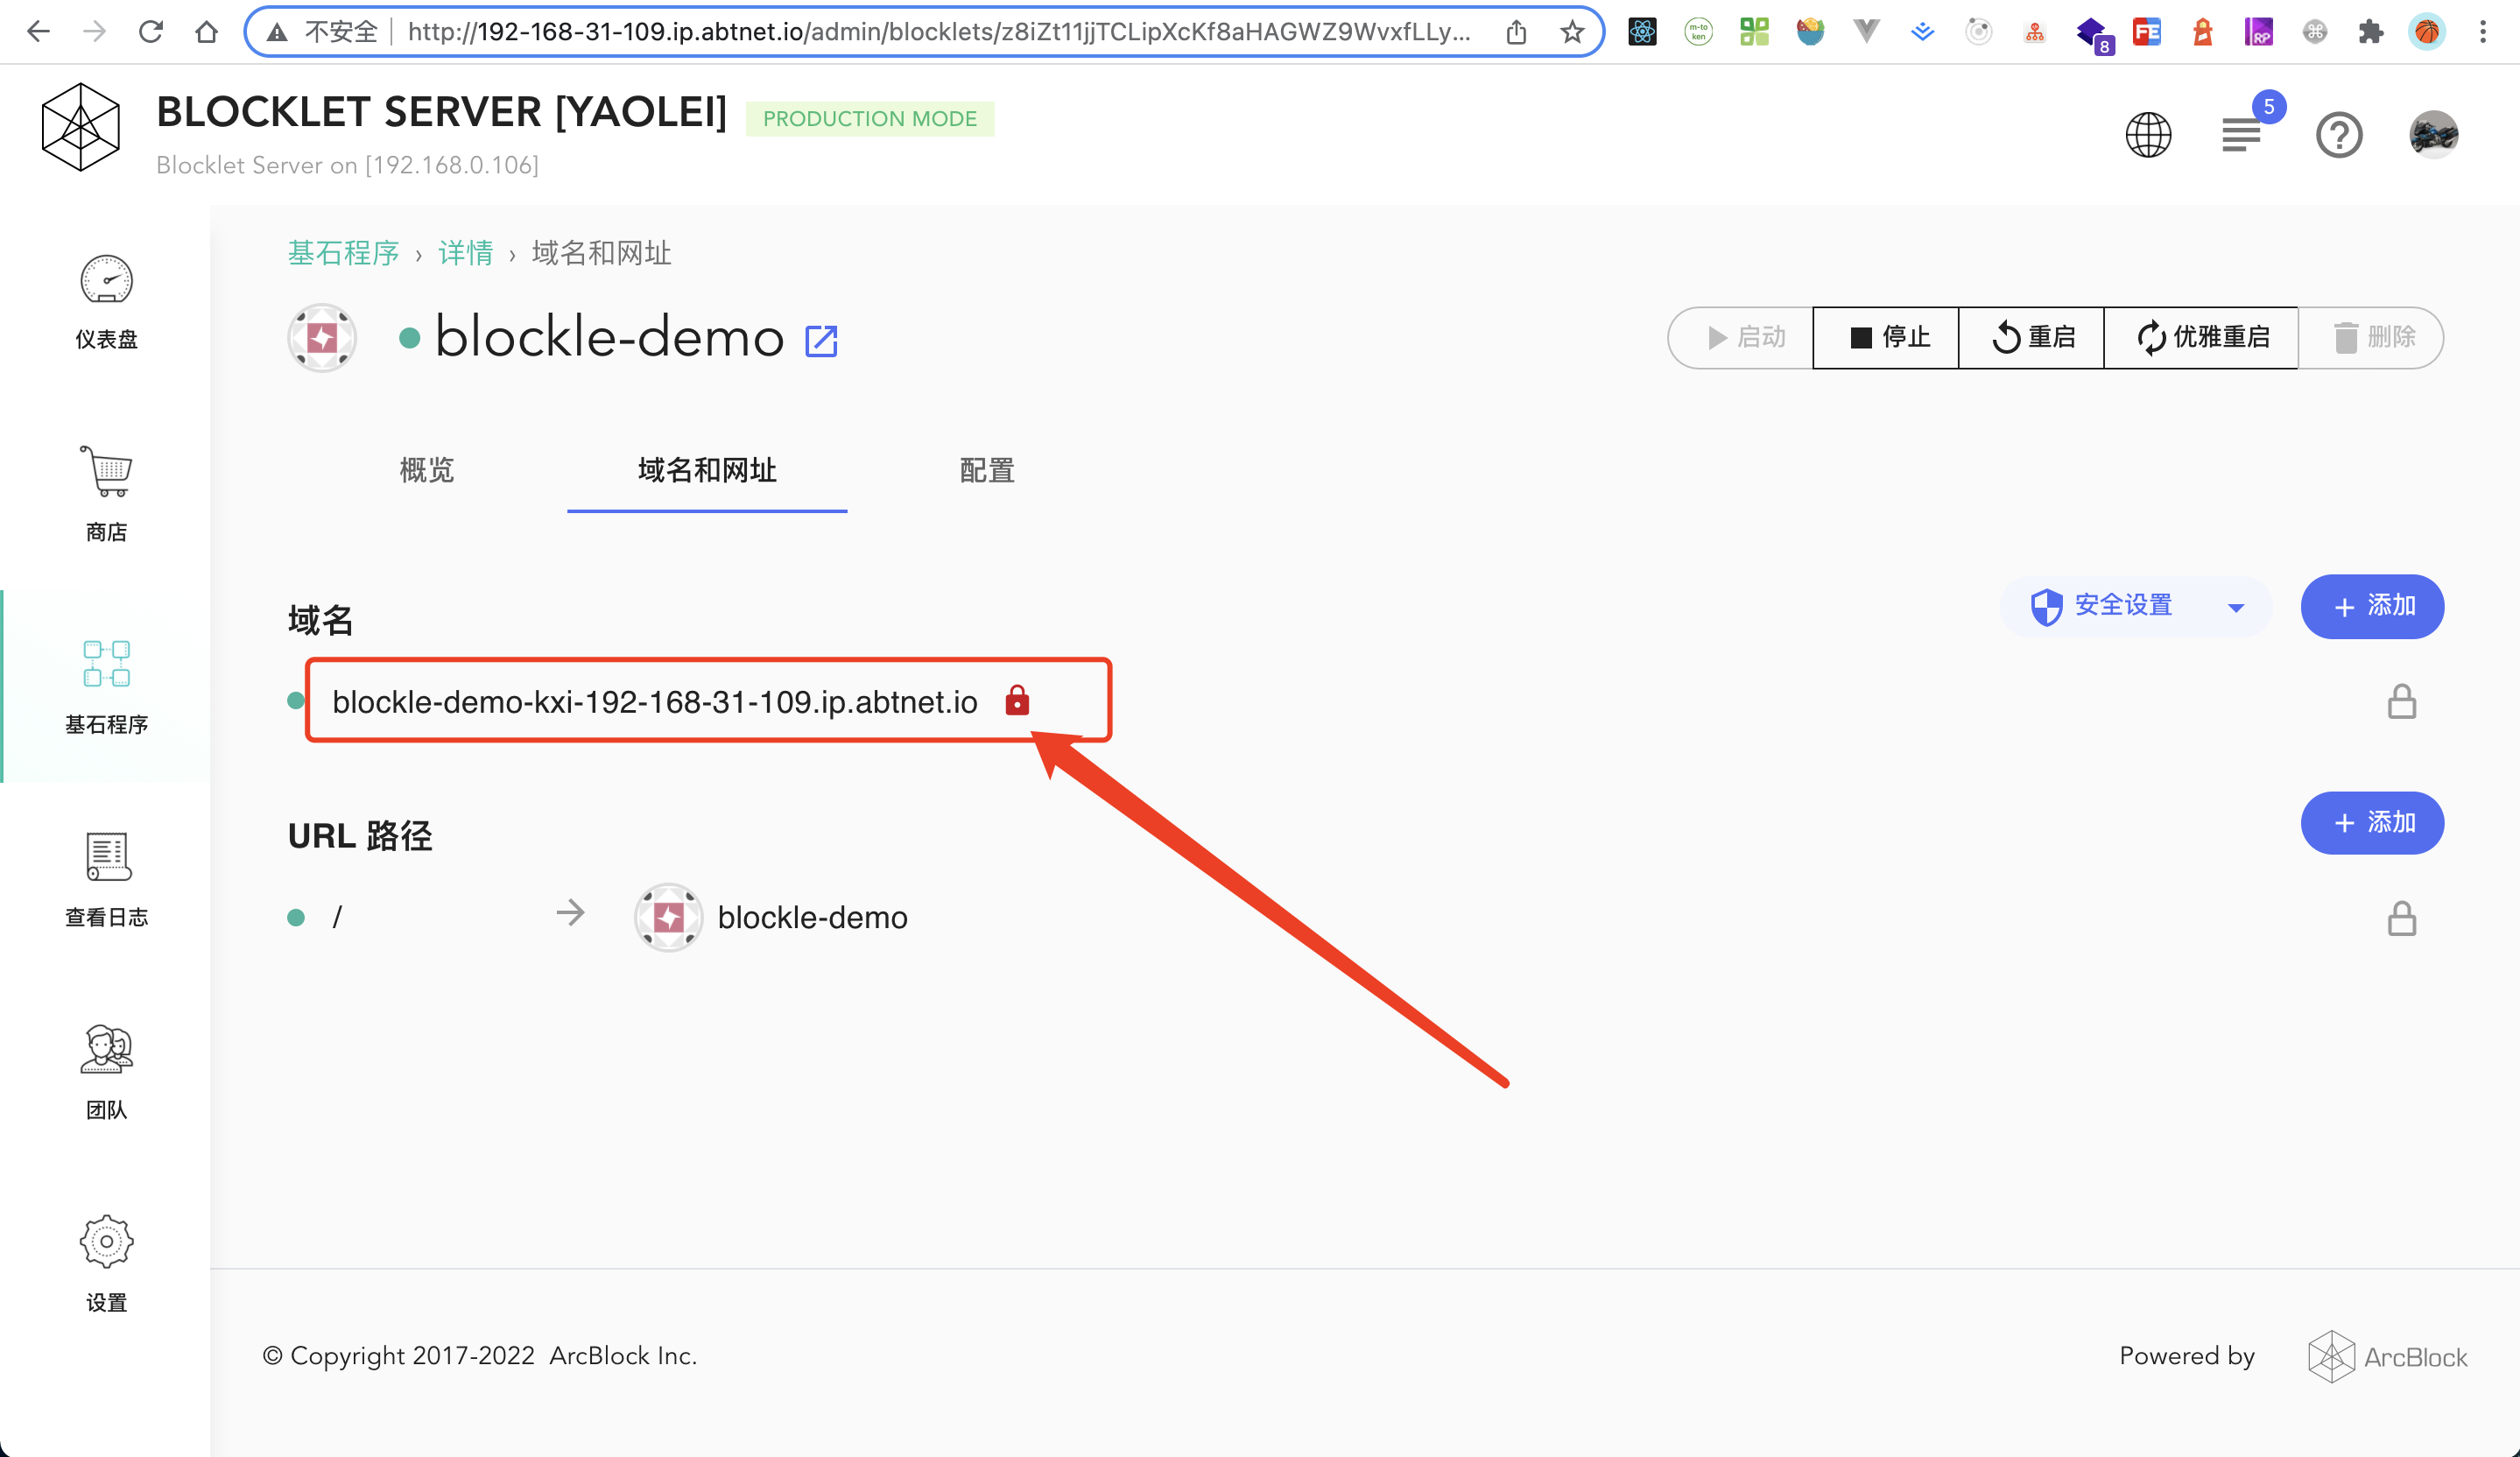 不安全 http://192-168-31-109.ip.abtnet.io/admin/blocklets/z8iZt11jjTCLipXcKf8aHAGWZ9WvxfLLy...
m-token
8
FE
RP
BLOCKLET SERVER [YAOLEI] PRODUCTION MODE
Blocklet Server on [192.168.0.106]
5
仪表盘
商店
基石程序
查看日志
团队
设置
基石程序 › 详情 › 域名和网址
blockle-demo
启动 停止 重启 优雅重启 删除
概览 域名和网址 配置
域名
安全设置 + 添加
blockle-demo-kxi-192-168-31-109.ip.abtnet.io
URL 路径
+ 添加
/ → blockle-demo
© Copyright 2017-2022 ArcBlock Inc.
Powered by ArcBlock